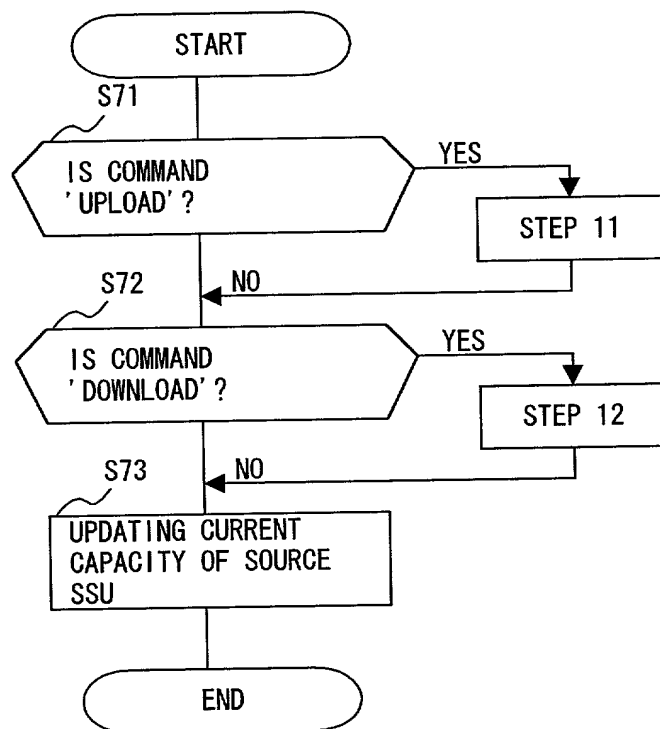 START
S71
IS COMMAND
'UPLOAD'?
YES
STEP 11
NO
S72
IS COMMAND
'DOWNLOAD'?
YES
STEP 12
NO
S73
UPDATING CURRENT
CAPACITY OF SOURCE
SSU
END